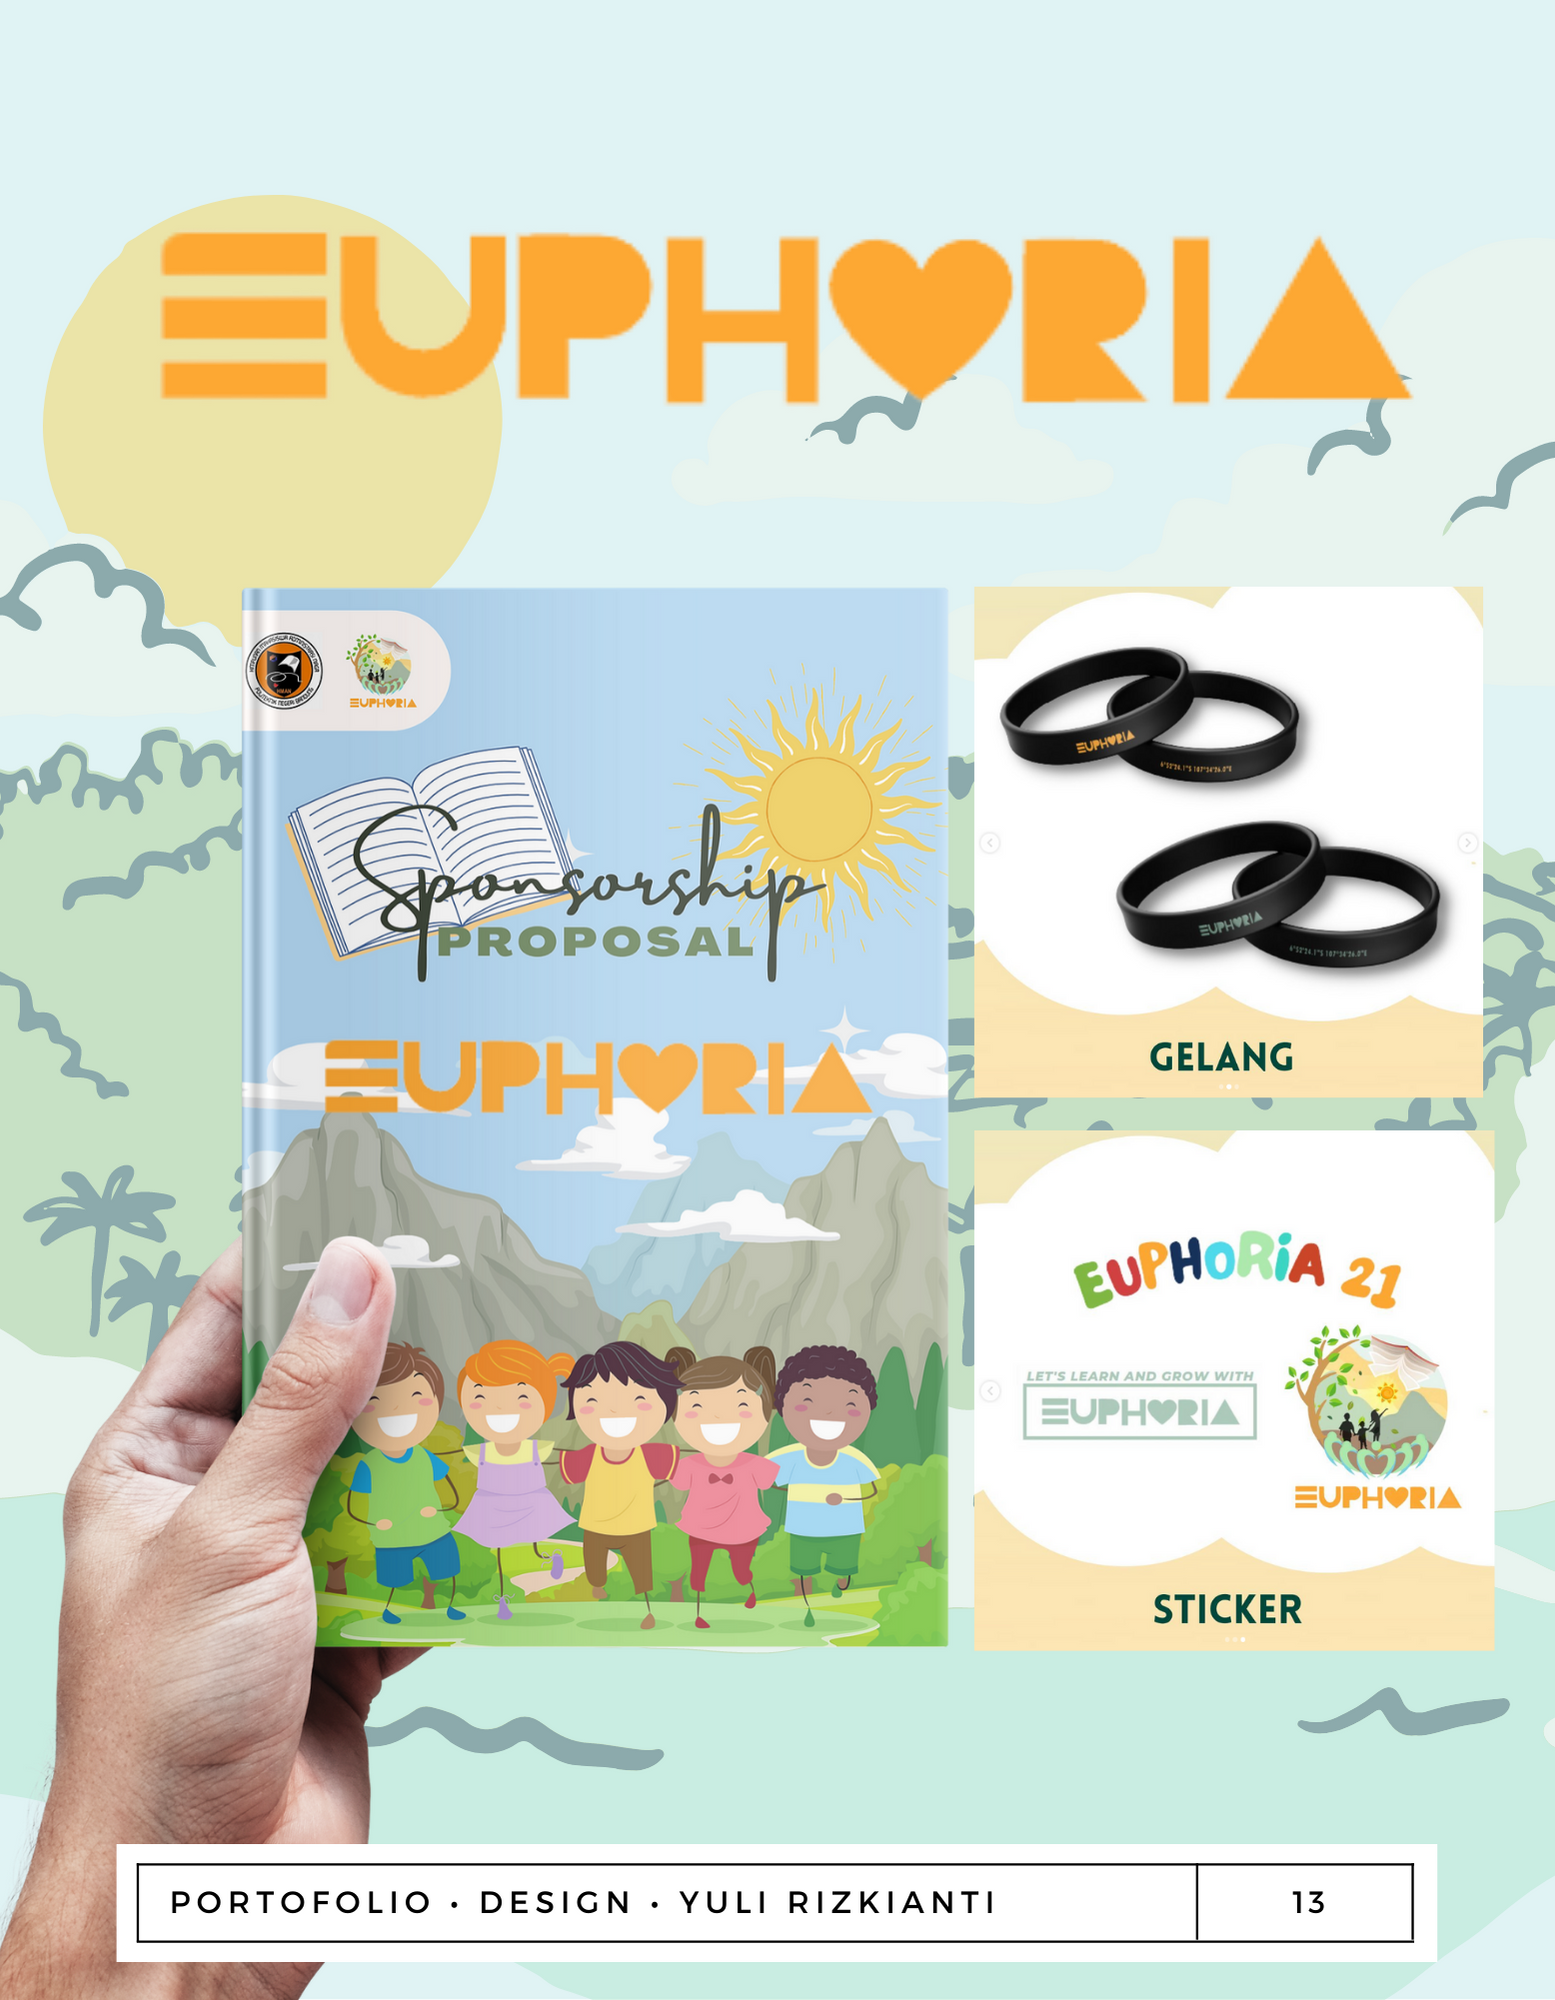 EUPHORIA
HMAN
EUPHORIA
Sponsorship
PROPOSAL
EUPHORIA
EUPHORIA
EUPHORIA
GELANG
EUPHORIA 21
LET'S LEARN AND GROW WITH
EUPHORIA
EUPHORIA
STICKER
PORTOFOLIO • DESIGN • YULI RIZKIANTI
13